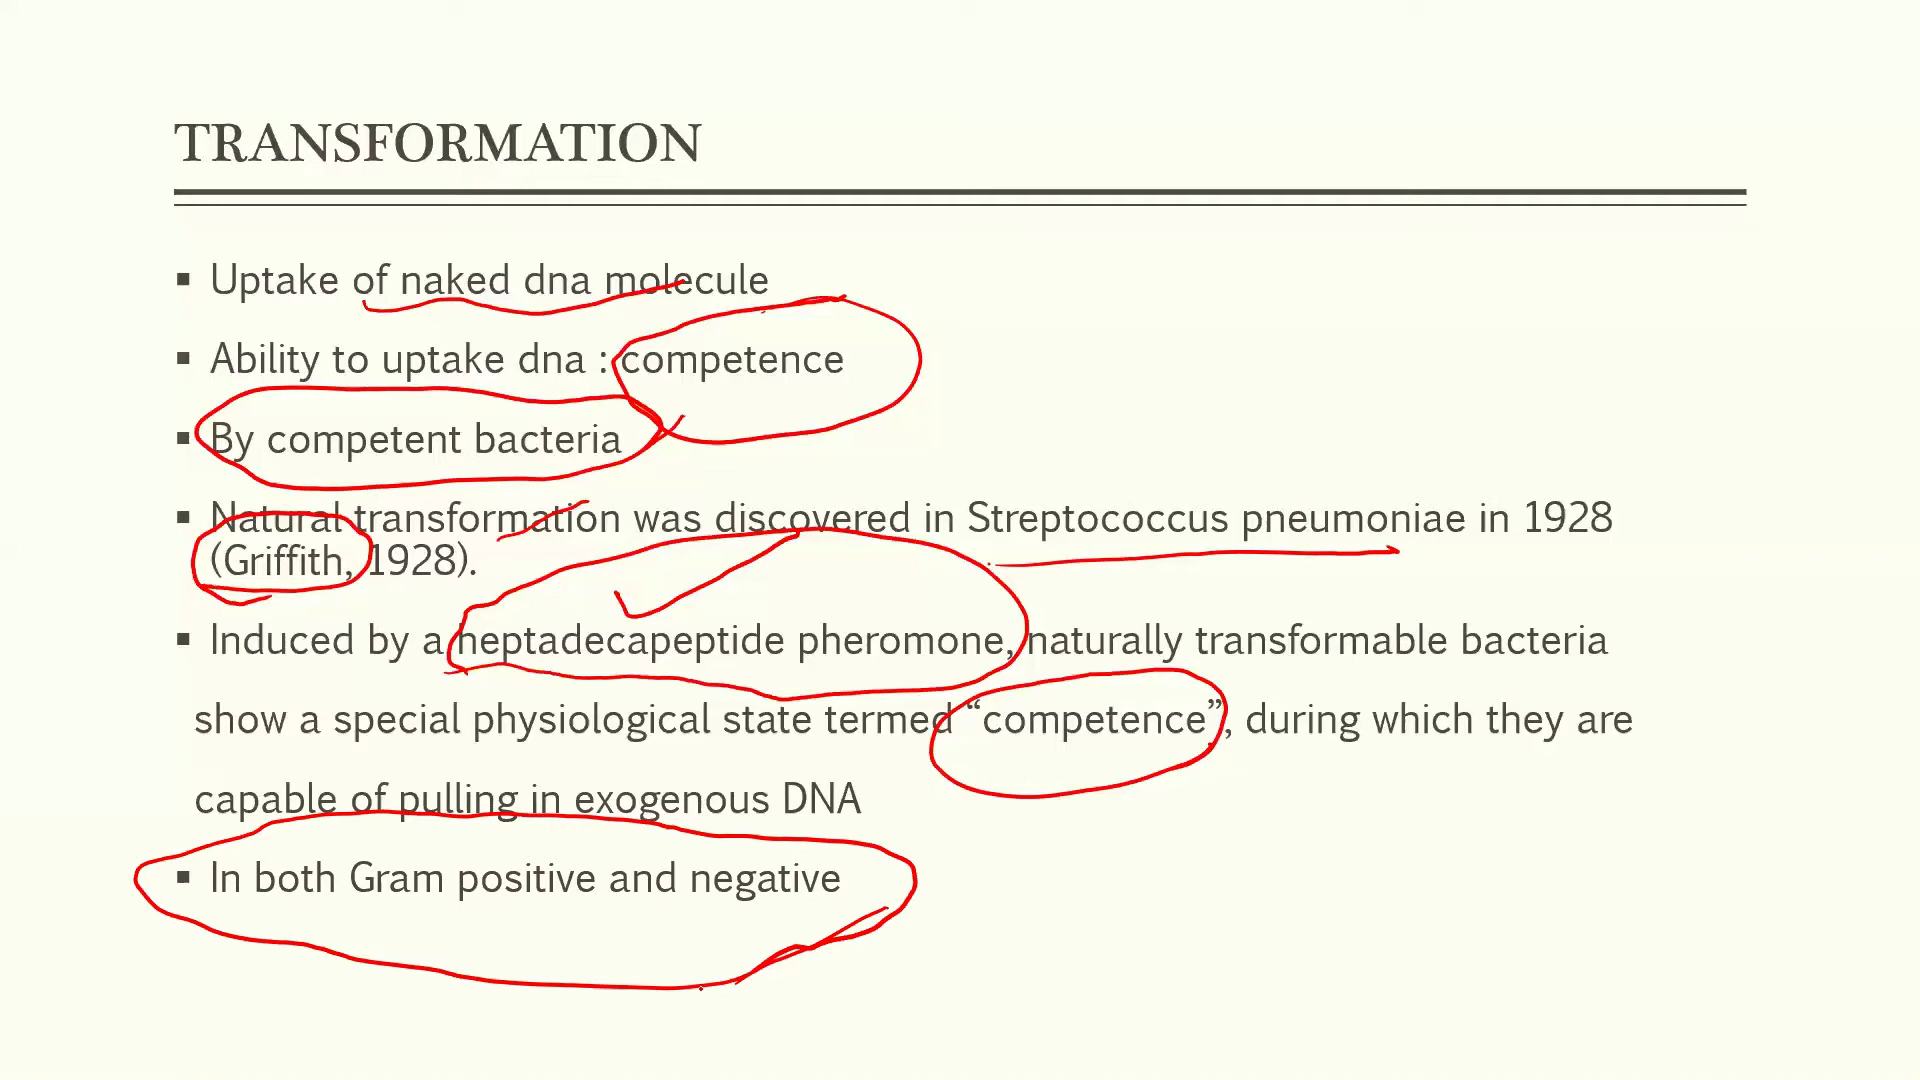 TRANSFORMATION
▪ Uptake of naked dna molecule
▪ Ability to uptake dna : competence
▪ By competent bacteria
▪ Natural transformation was discovered in Streptococcus pneumoniae in 1928
(Griffith, 1928).
▪ Induced by a heptadecapeptide pheromone, naturally transformable bacteria
show a special physiological state termed “competence”, during which they are
capable of pulling in exogenous DNA
▪ In both Gram positive and negative